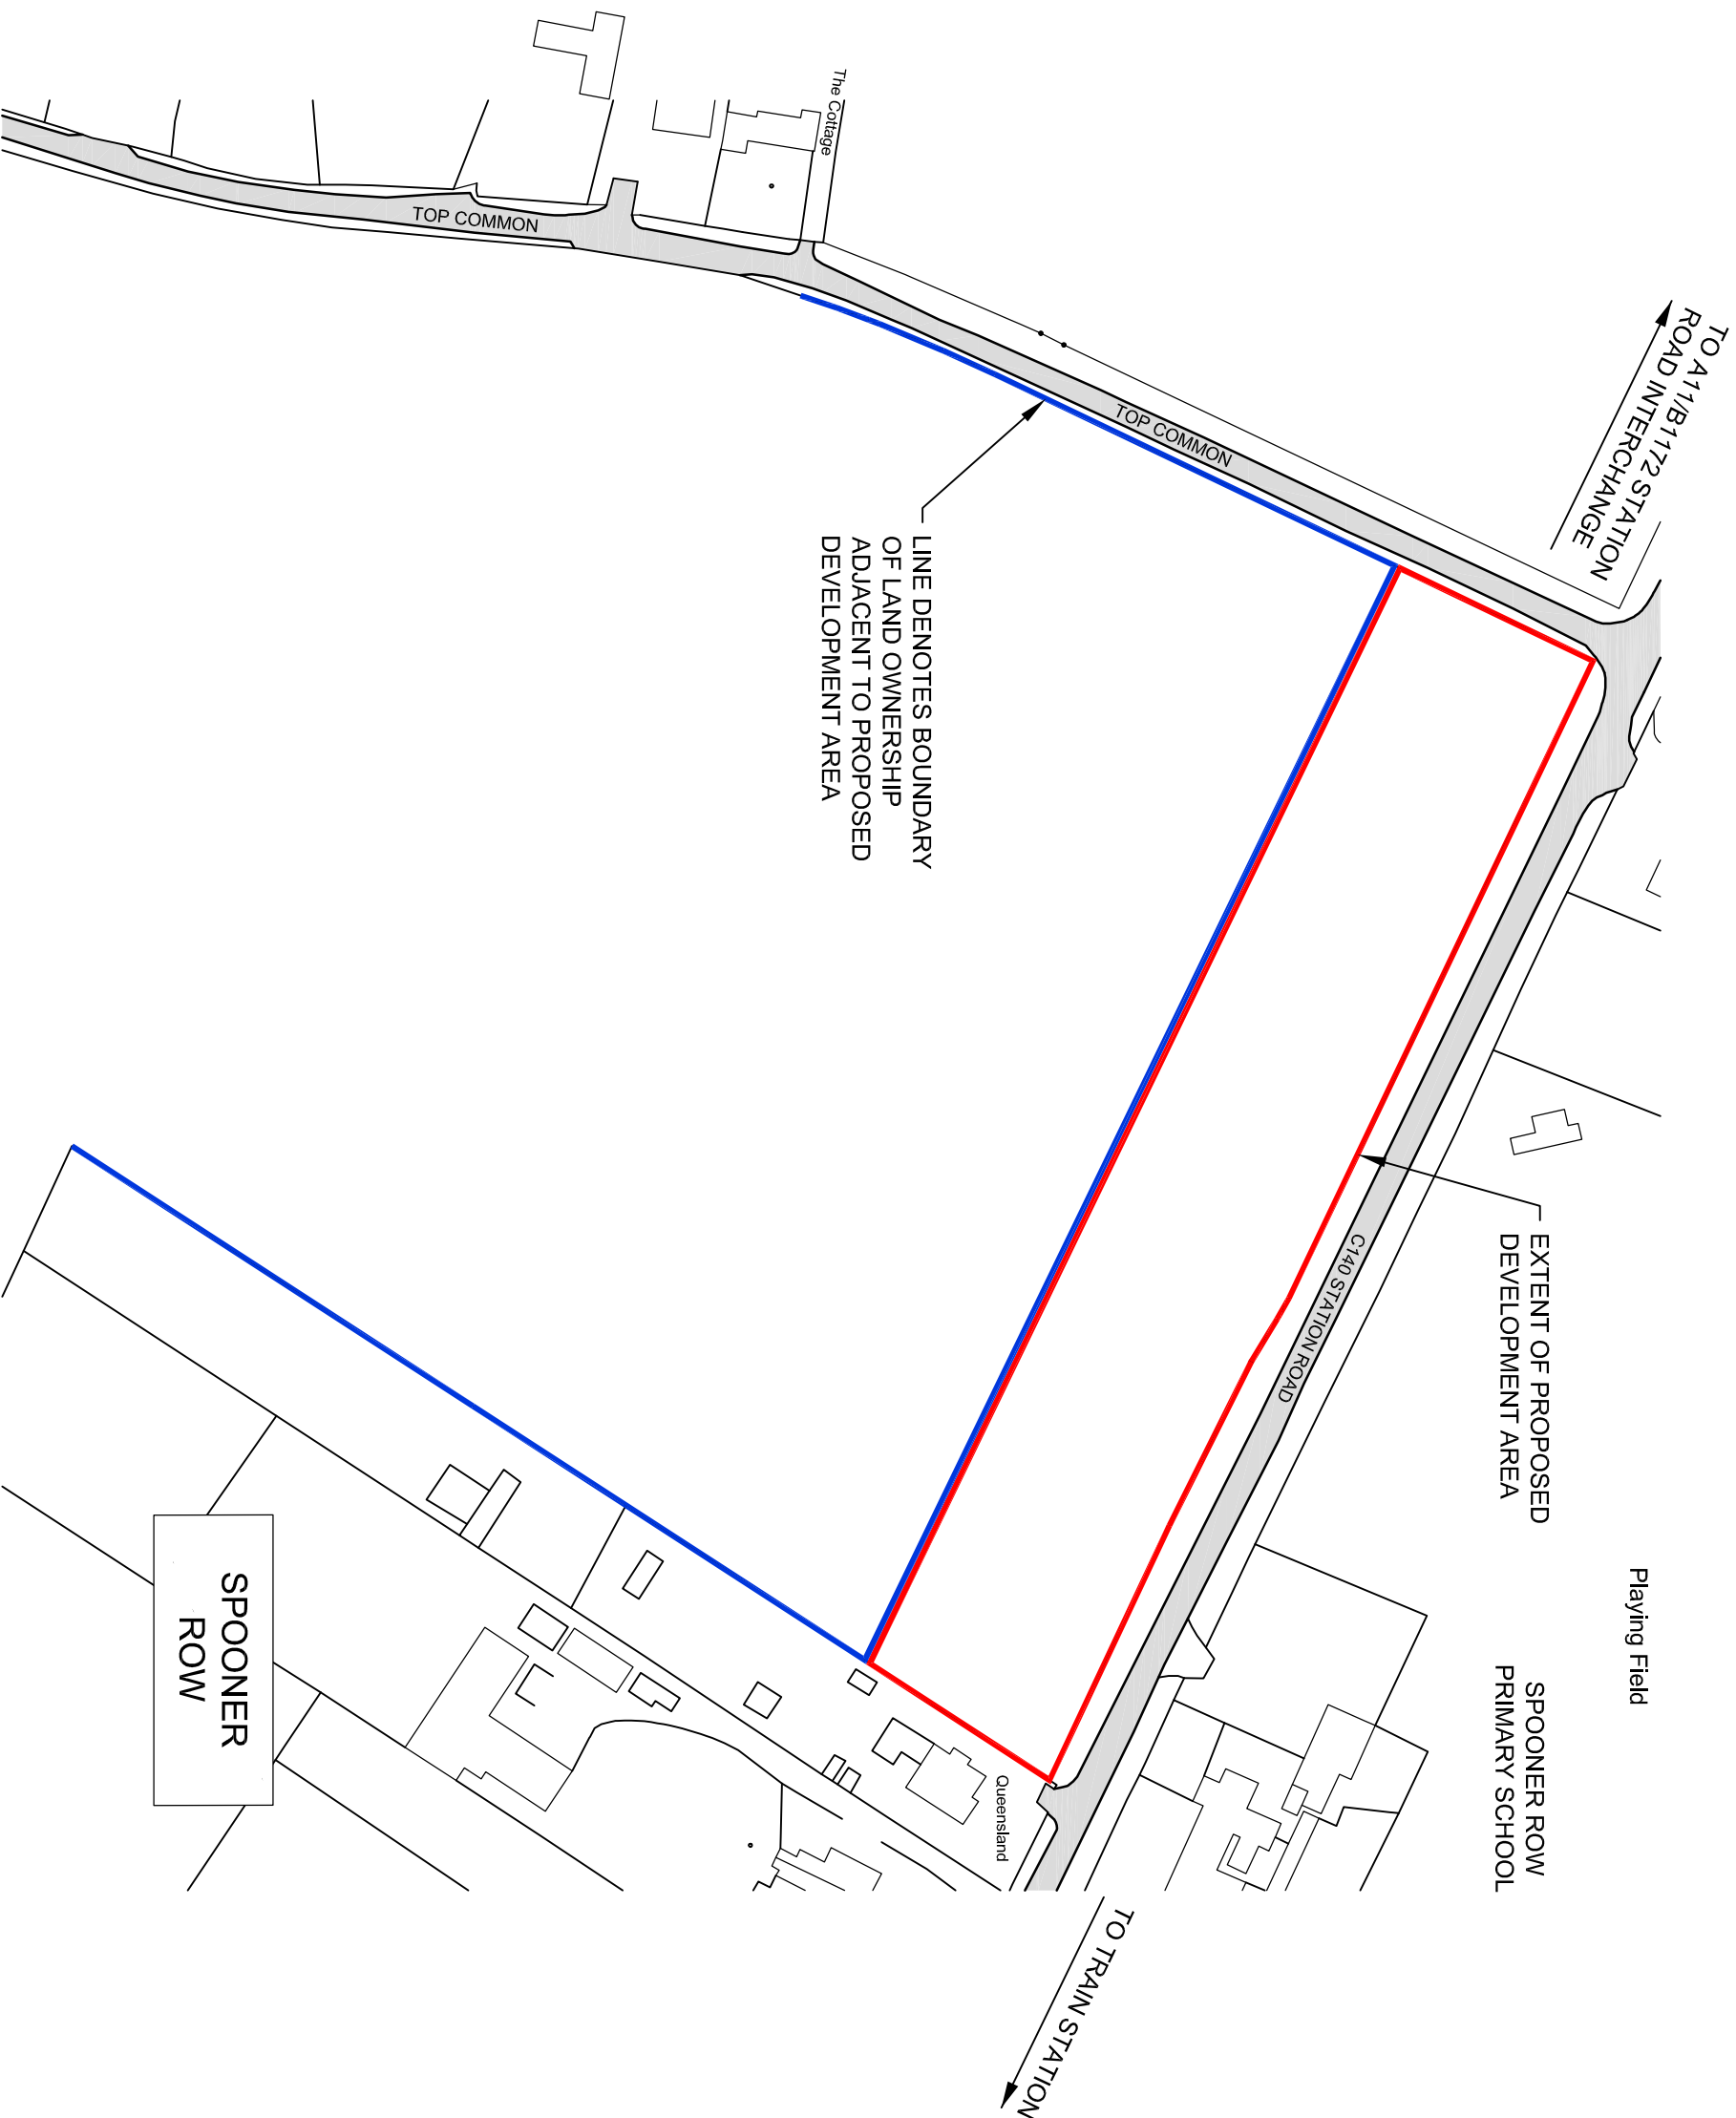 TO A11/B1172 STATION
ROAD INTERCHANGE
The Cottage
TOP COMMON
TOP COMMON
LINE DENOTES BOUNDARY
OF LAND OWNERSHIP
ADJACENT TO PROPOSED
DEVELOPMENT AREA
EXTENT OF PROPOSED
DEVELOPMENT AREA
C140 STATION ROAD
Playing Field
SPOONER ROW
PRIMARY SCHOOL
Queensland
SPOONER
ROW
TO TRAIN STATION